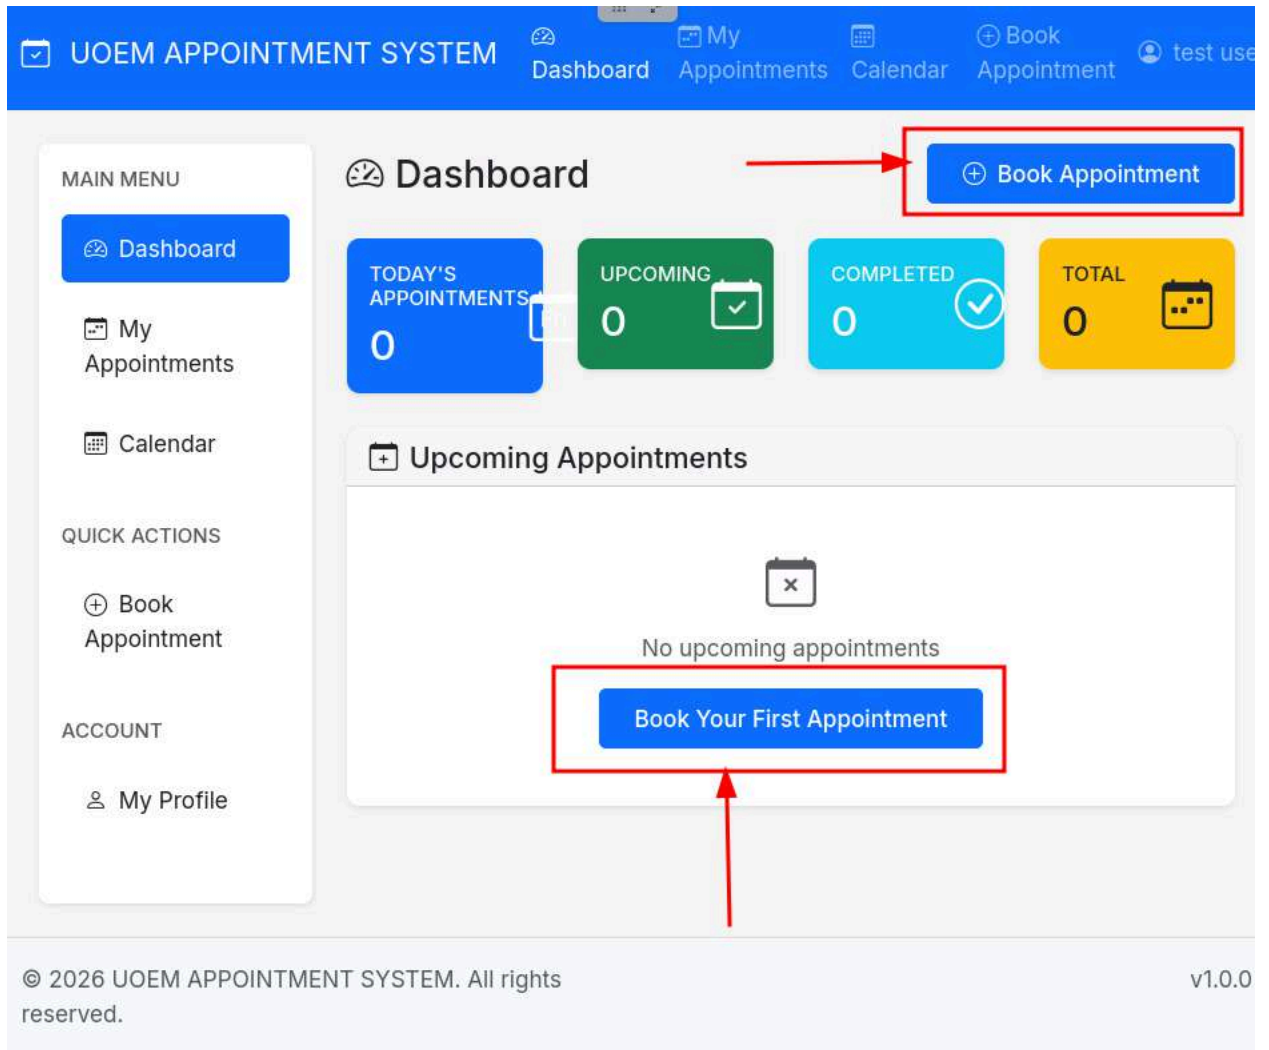 UOEM APPOINTMENT SYSTEM
Dashboard
My
Appointments
Calendar
Book
Appointment
test use
MAIN MENU
Dashboard
My
Appointments
Calendar
QUICK ACTIONS
Book
Appointment
ACCOUNT
My Profile
Dashboard
Book Appointment
TODAY'S
APPOINTMENTS
0
UPCOMING
0
COMPLETED
0
TOTAL
0
Upcoming Appointments
No upcoming appointments
Book Your First Appointment
© 2026 UOEM APPOINTMENT SYSTEM. All rights
reserved.
v1.0.0